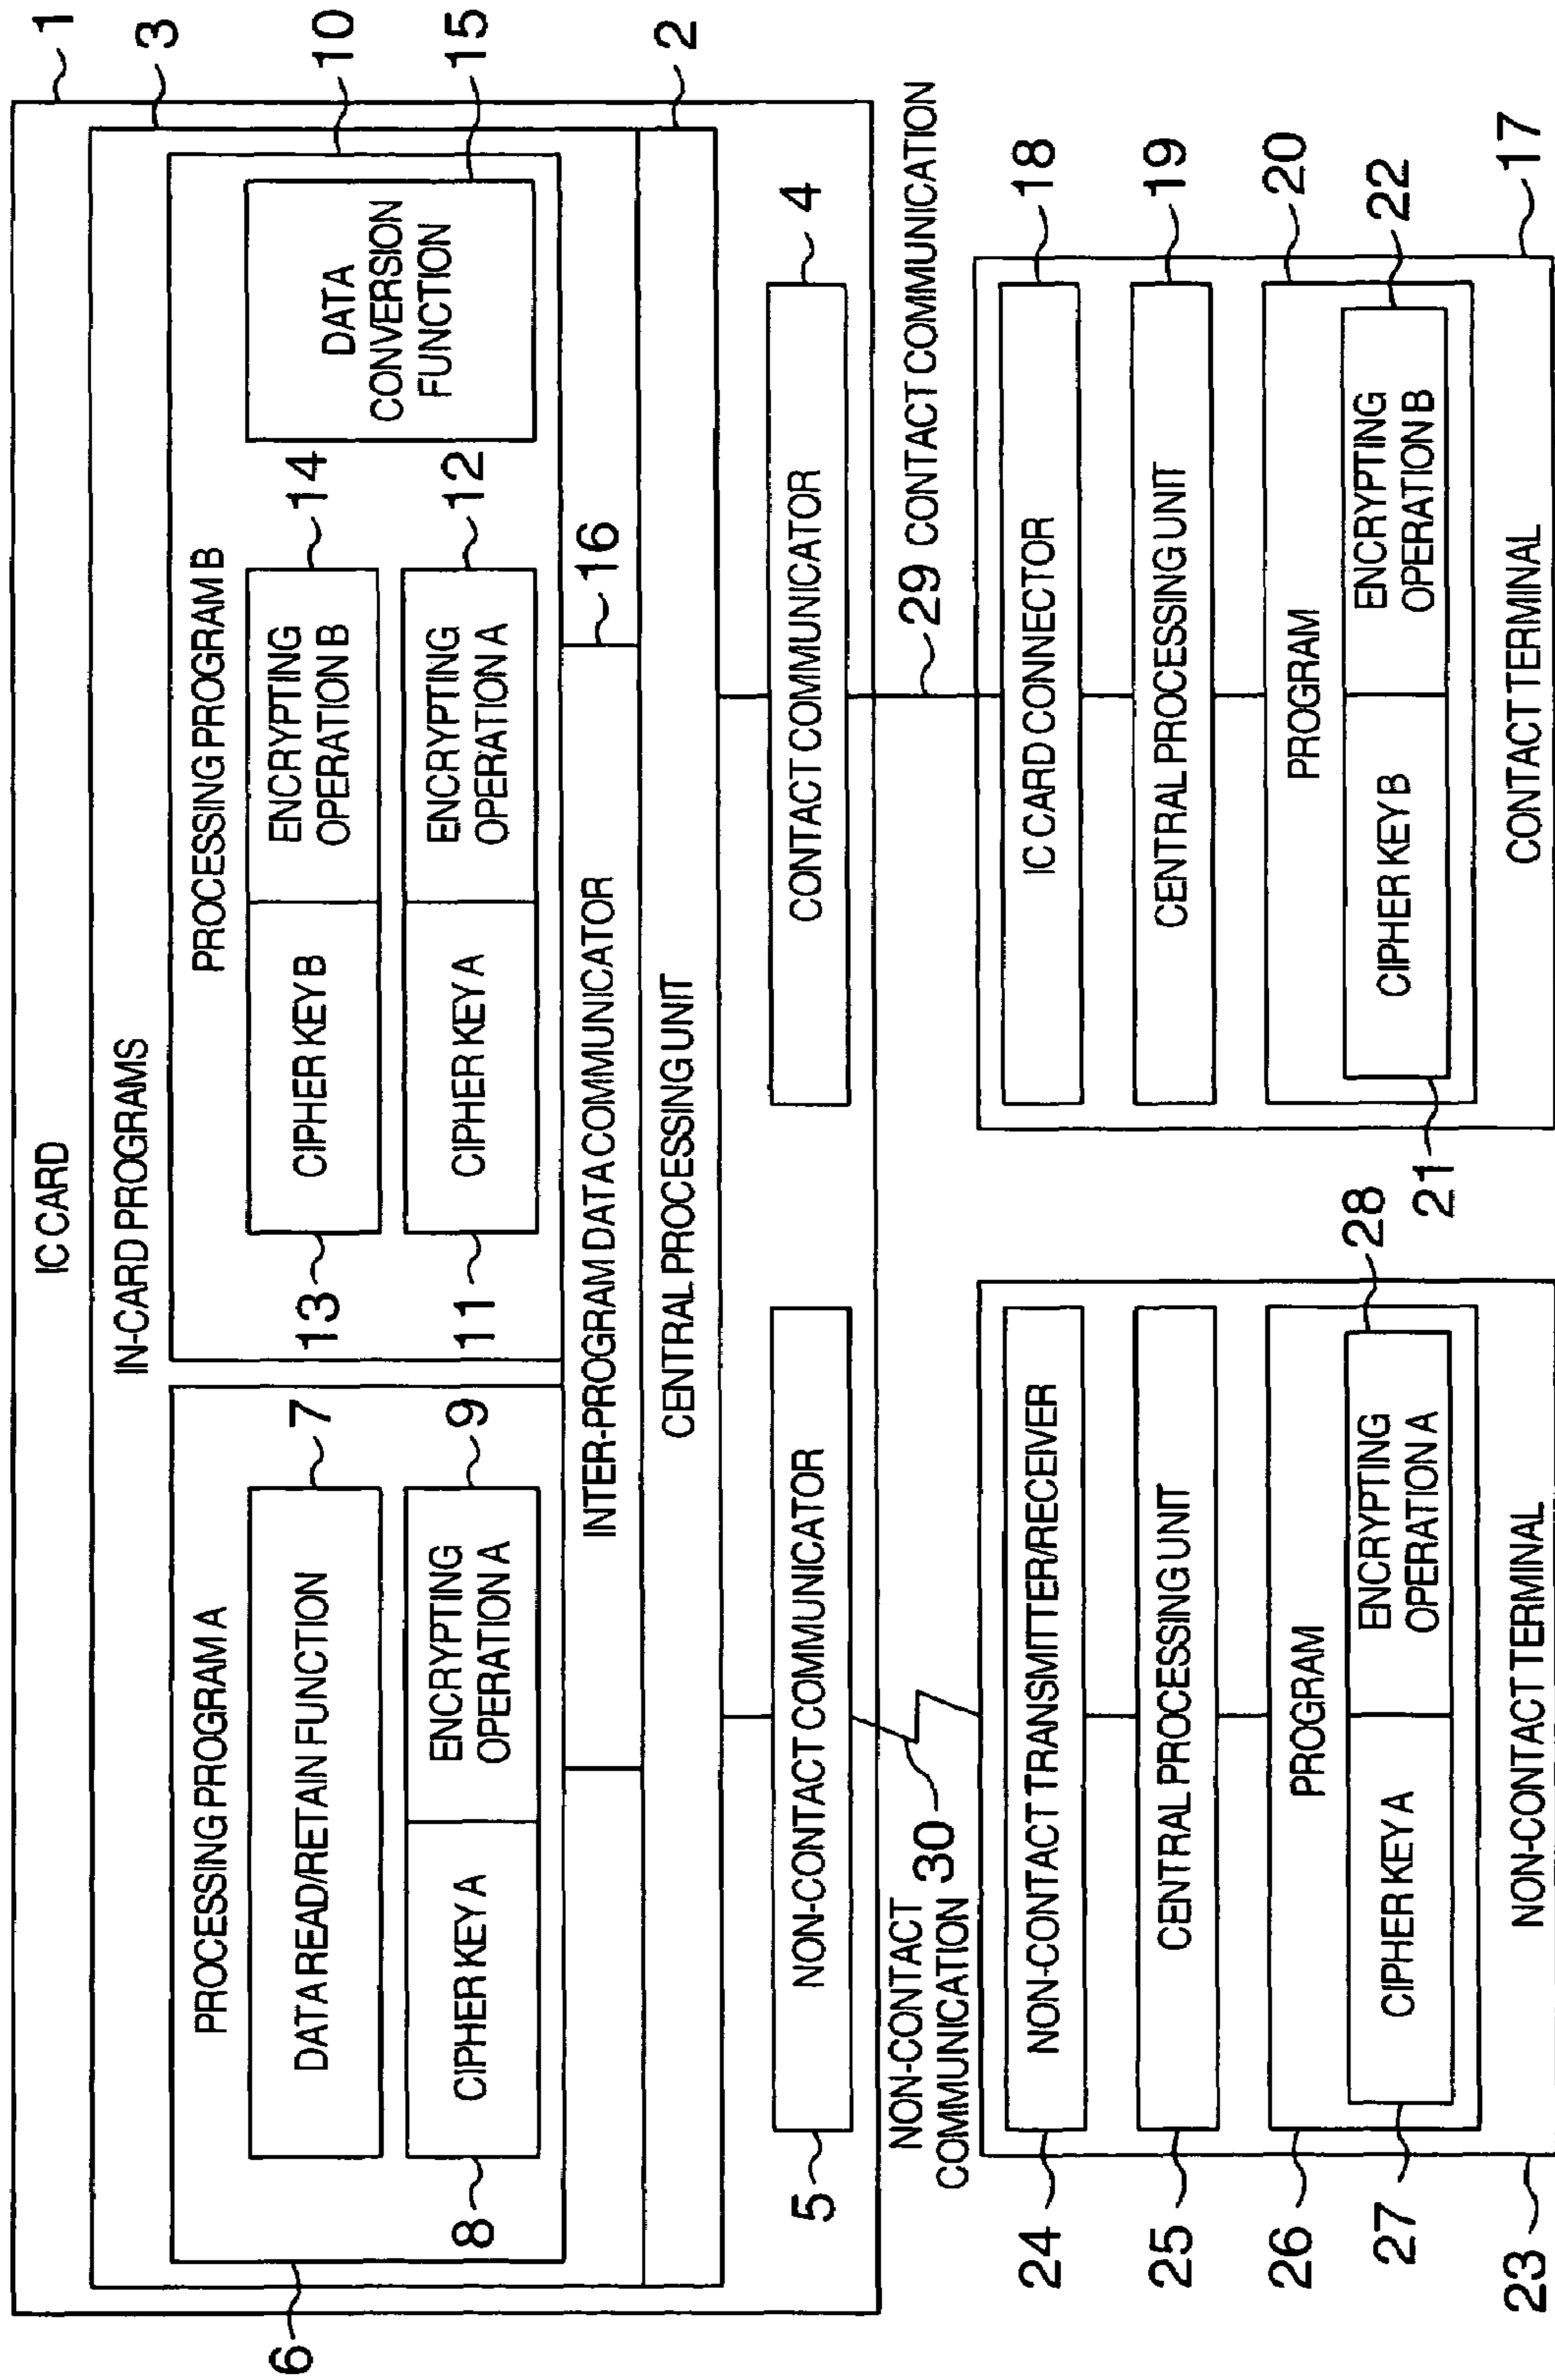 IC CARD
1
IN-CARD PROGRAMS
3
6
PROCESSING PROGRAM A
DATA READ/RETAIN FUNCTION
7
8
CIPHER KEY A
ENCRYPTING
OPERATION A
9
PROCESSING PROGRAM B
10
13
CIPHER KEY B
ENCRYPTING
OPERATION B
14
11
CIPHER KEY A
ENCRYPTING
OPERATION A
12
DATA
CONVERSION
FUNCTION
15
INTER-PROGRAM DATA COMMUNICATOR
16
CENTRAL PROCESSING UNIT
2
5
NON-CONTACT COMMUNICATOR
CONTACT COMMUNICATOR
4
NON-CONTACT
COMMUNICATION 30
29 CONTACT COMMUNICATION
24
NON-CONTACT TRANSMITTER/RECEIVER
25
CENTRAL PROCESSING UNIT
26
PROGRAM
27
CIPHER KEY A
ENCRYPTING
OPERATION A
28
23
NON-CONTACT TERMINAL
IC CARD CONNECTOR
18
CENTRAL PROCESSING UNIT
19
PROGRAM
20
21
CIPHER KEY B
ENCRYPTING
OPERATION B
22
CONTACT TERMINAL
17